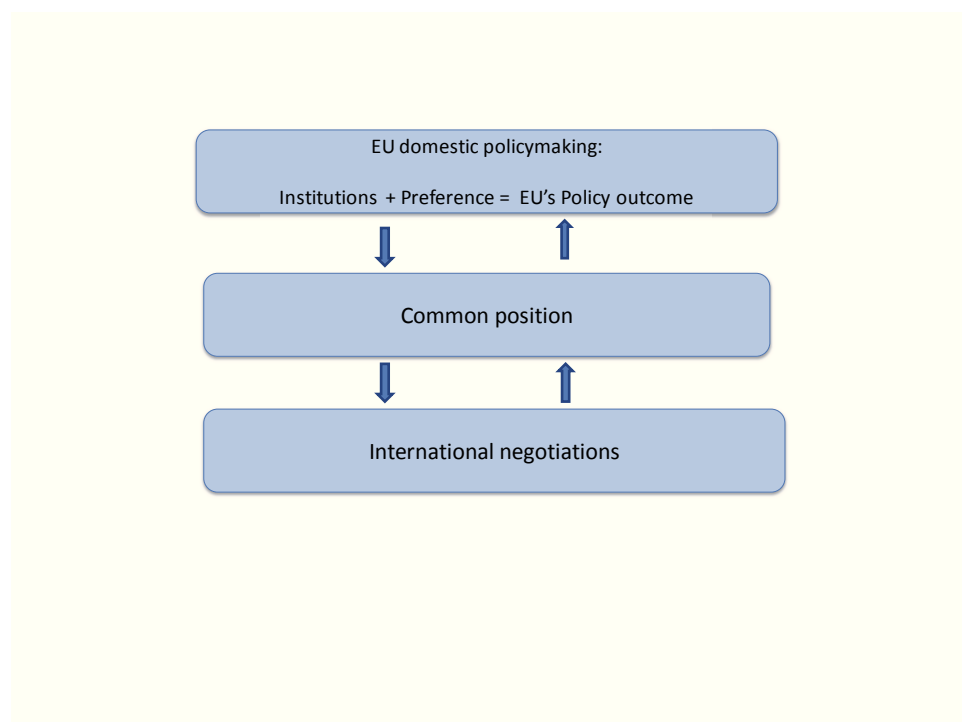 EU domestic policymaking:
Institutions + Preference = EU’s Policy outcome
Common position
International negotiations